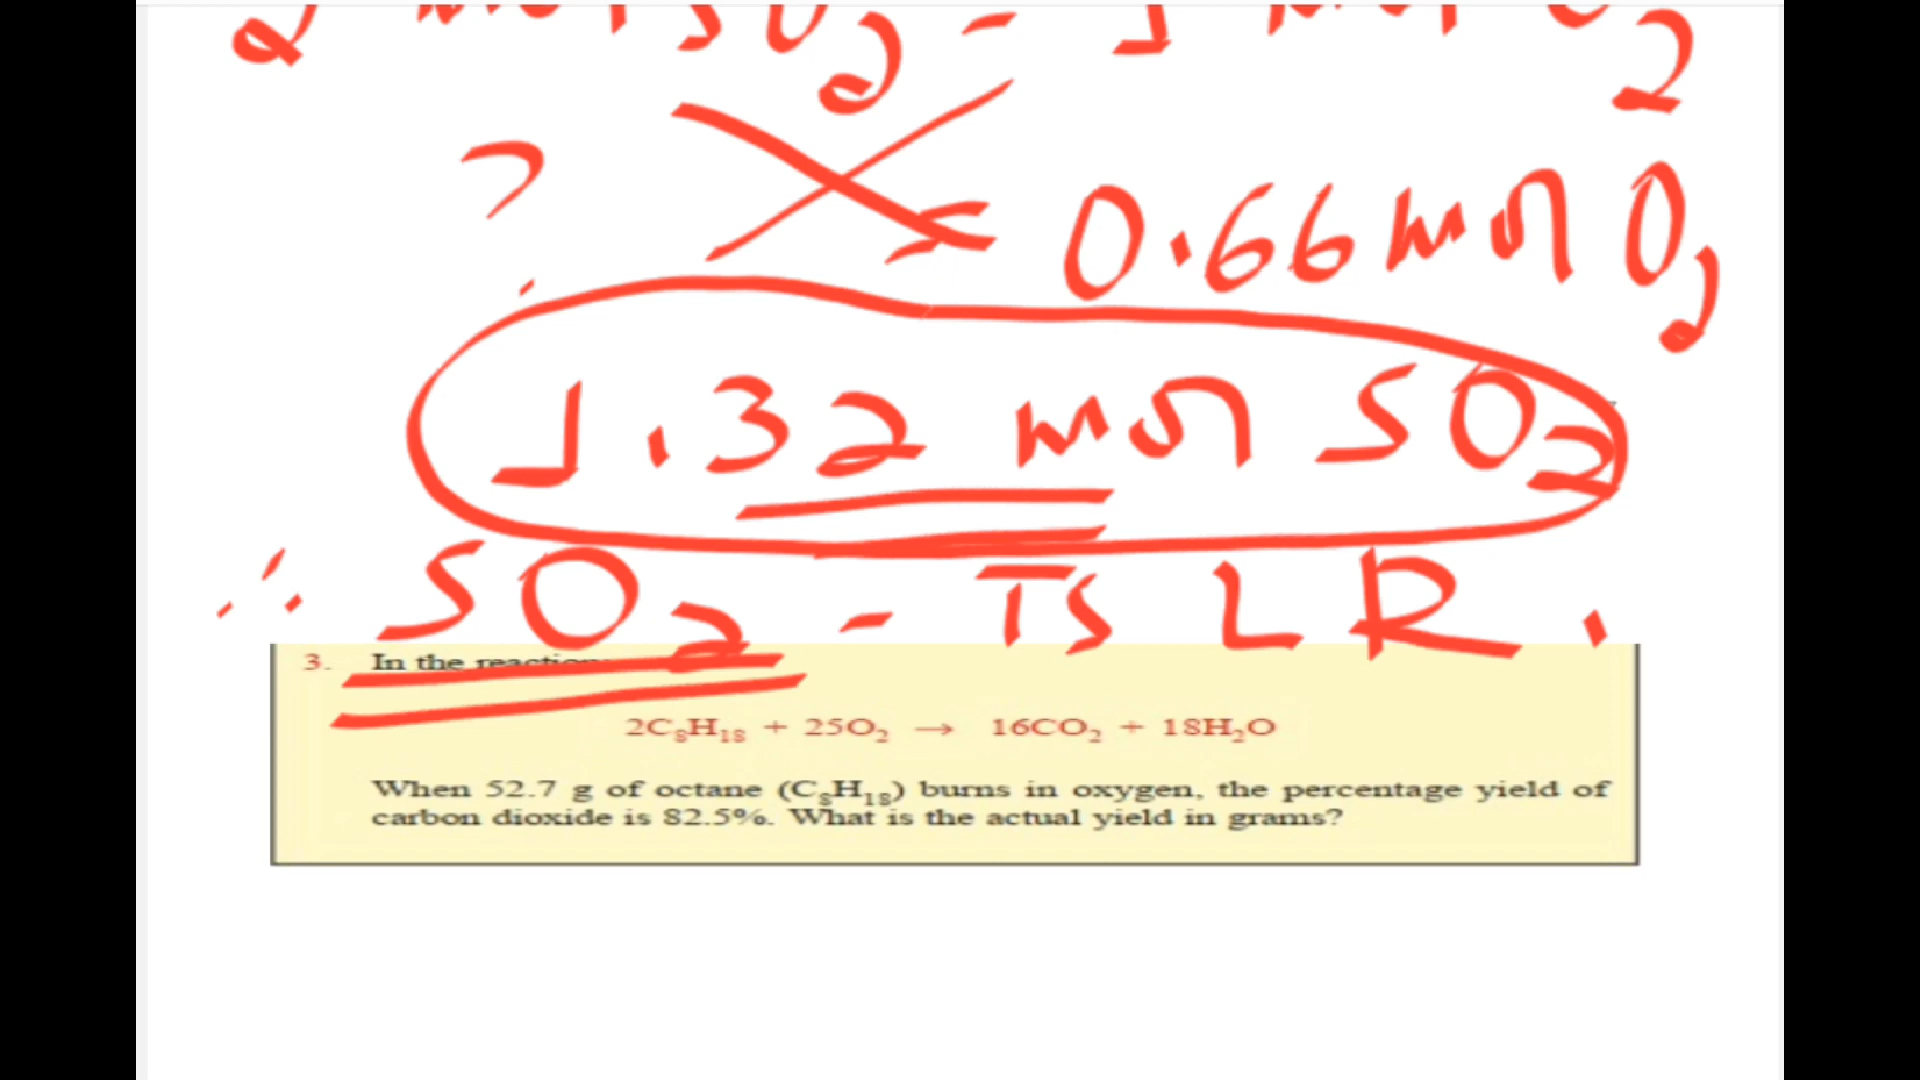 2 mol SO₂ - 1 mol O₂
? = 0.66 mol O₂
1.32 mol SO₂
∴ SO₂ - Is LR.
3. In the reaction
2C₈H₁₈ + 25O₂ → 16CO₂ + 18H₂O
When 52.7 g of octane (C₈H₁₈) burns in oxygen, the percentage yield of
carbon dioxide is 82.5%. What is the actual yield in grams?